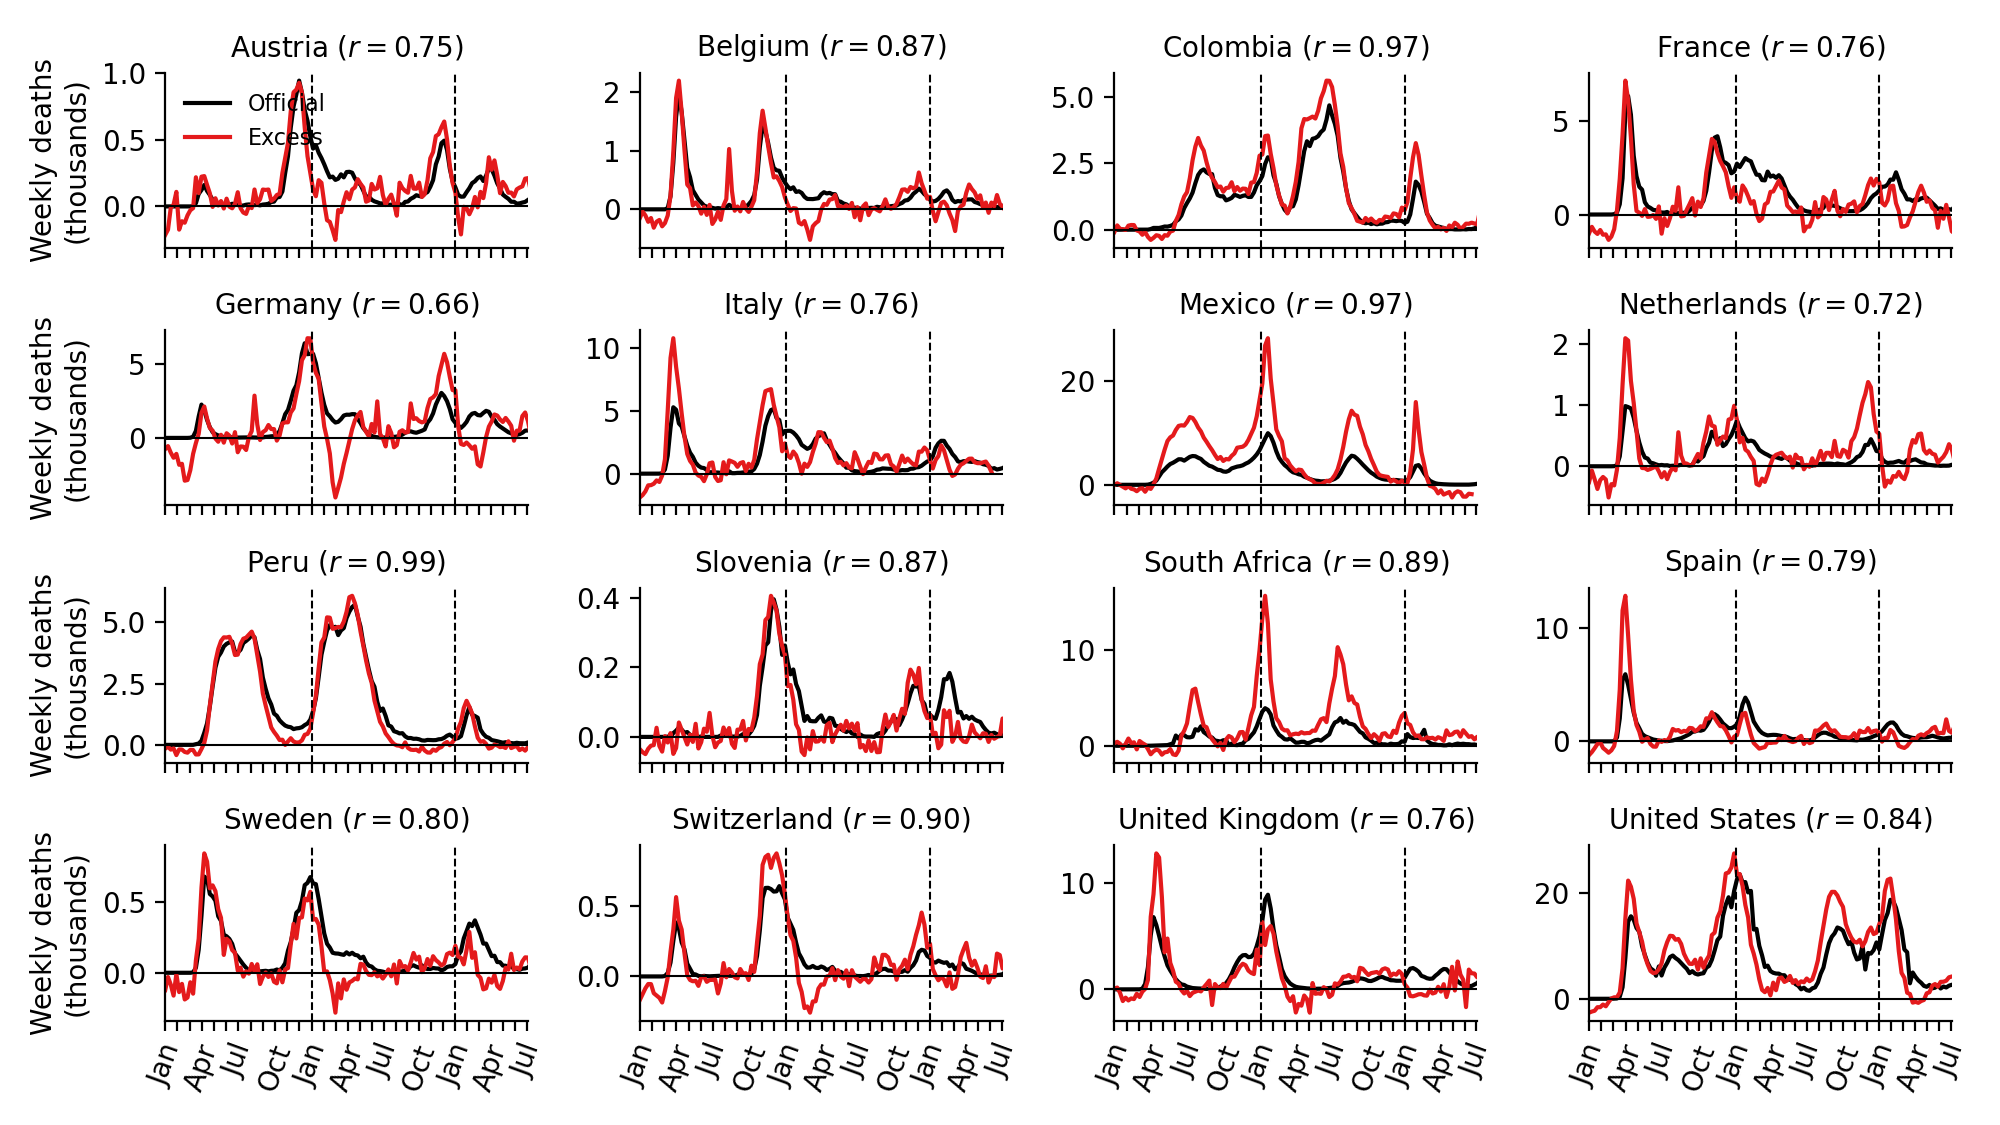 Austria (r = 0.75)
Belgium (r = 0.87)
Colombia (r = 0.97)
France (r = 0.76)
Weekly deaths
(thousands)
1.0
0.5
0.0
Official
Excess
2
1
0
5.0
2.5
0.0
5
0
Germany (r = 0.66)
Italy (r = 0.76)
Mexico (r = 0.97)
Netherlands (r = 0.72)
Weekly deaths
(thousands)
5
0
10
5
0
20
0
2
1
0
Peru (r = 0.99)
Slovenia (r = 0.87)
South Africa (r = 0.89)
Spain (r = 0.79)
Weekly deaths
(thousands)
5.0
2.5
0.0
0.4
0.2
0.0
10
0
10
0
Sweden (r = 0.80)
Switzerland (r = 0.90)
United Kingdom (r = 0.76)
United States (r = 0.84)
Weekly deaths
(thousands)
0.5
0.0
0.5
0.0
10
0
20
0
Jan Apr Jul Oct Jan Apr Jul Oct Jan Apr Jul
Jan Apr Jul Oct Jan Apr Jul Oct Jan Apr Jul
Jan Apr Jul Oct Jan Apr Jul Oct Jan Apr Jul
Jan Apr Jul Oct Jan Apr Jul Oct Jan Apr Jul